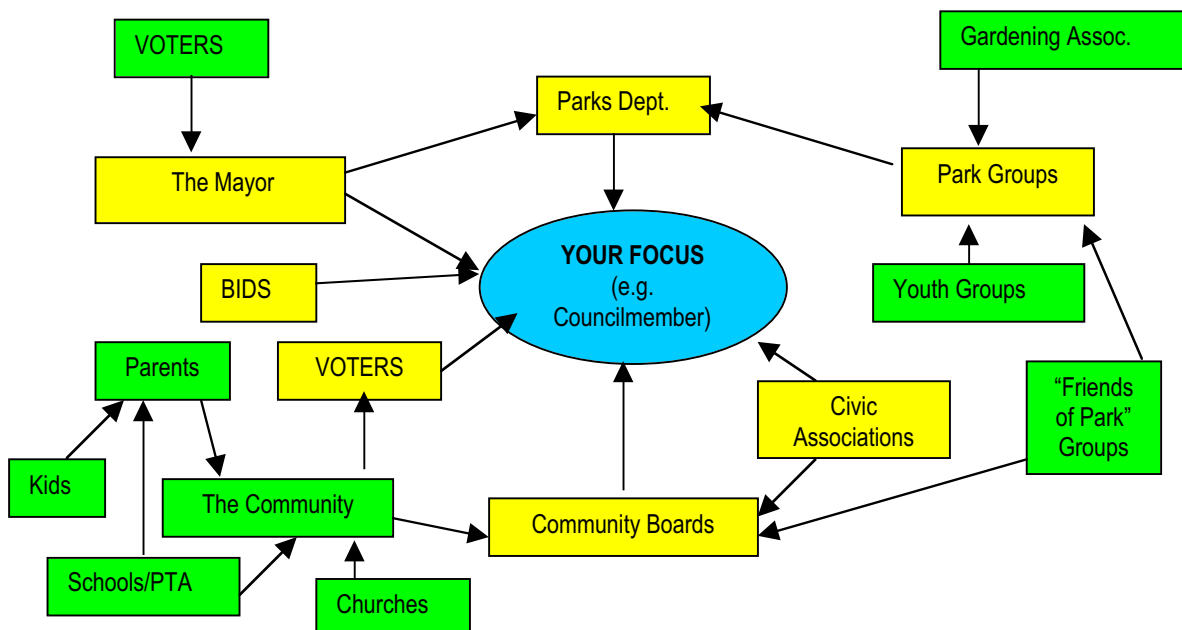 VOTERS
Gardening Assoc.
Parks Dept.
The Mayor
Park Groups
YOUR FOCUS
(e.g.
Councilmember)
BIDS
Youth Groups
Parents
VOTERS
Civic
Associations
“Friends
of Park”
Groups
Kids
The Community
Community Boards
Schools/PTA
Churches